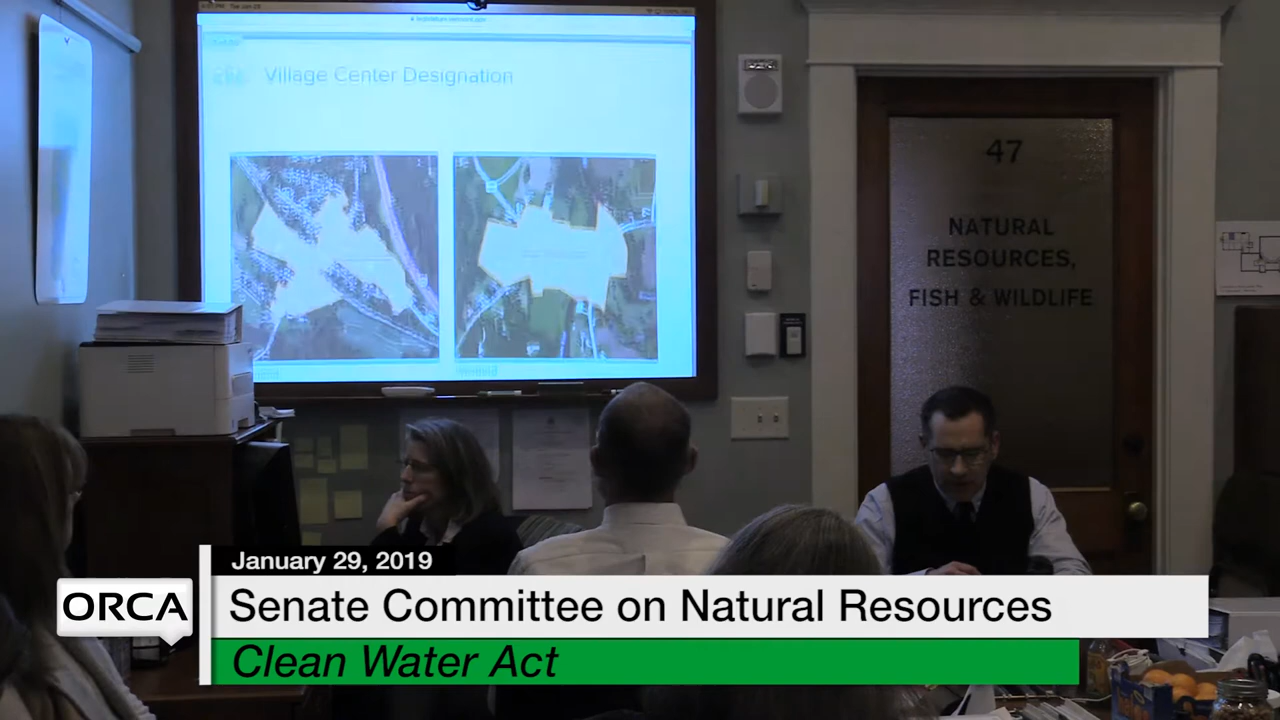 Village Center Designation
47
NATURAL
RESOURCES,
FISH & WILDLIFE
January 29, 2019
ORCA
Senate Committee on Natural Resources
Clean Water Act